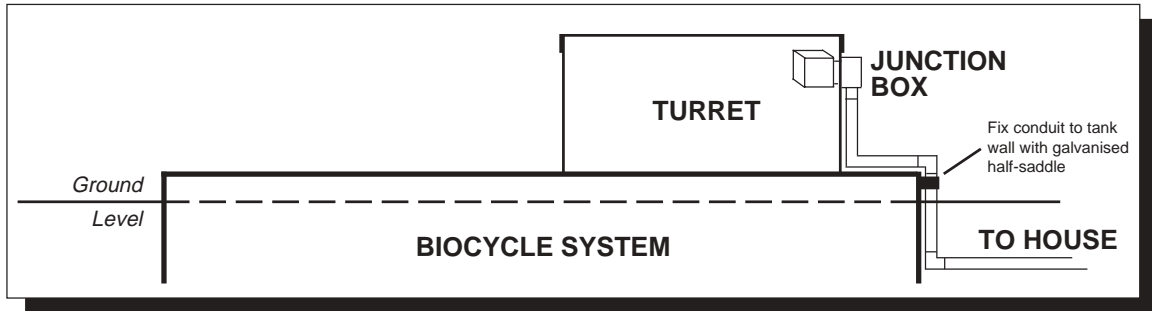 JUNCTION
BOX
TURRET
Fix conduit to tank
wall with galvanised
half-saddle
Ground
Level
BIOCYCLE SYSTEM
TO HOUSE